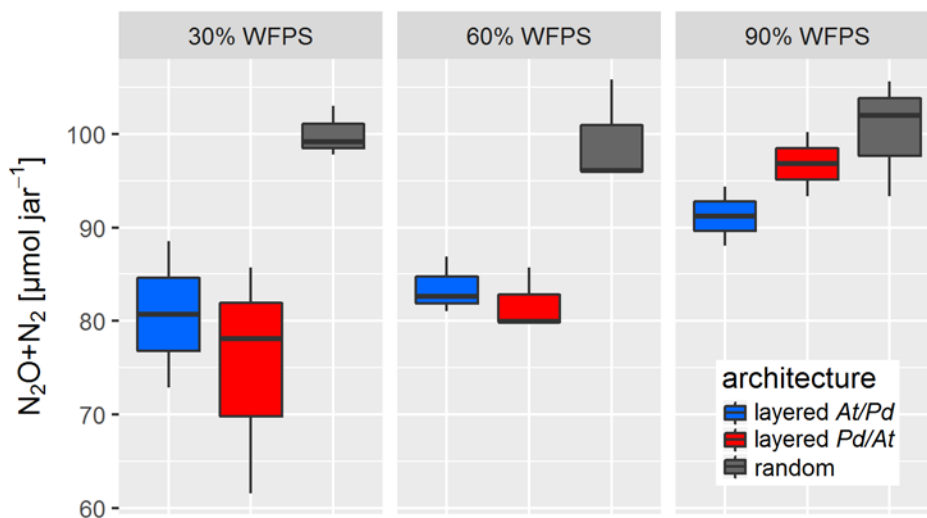 30% WFPS 60% WFPS 90% WFPS
N₂O+N₂ [µmol jar⁻¹]
100
90
80
70
60
architecture
layered At/Pd
layered Pd/At
random